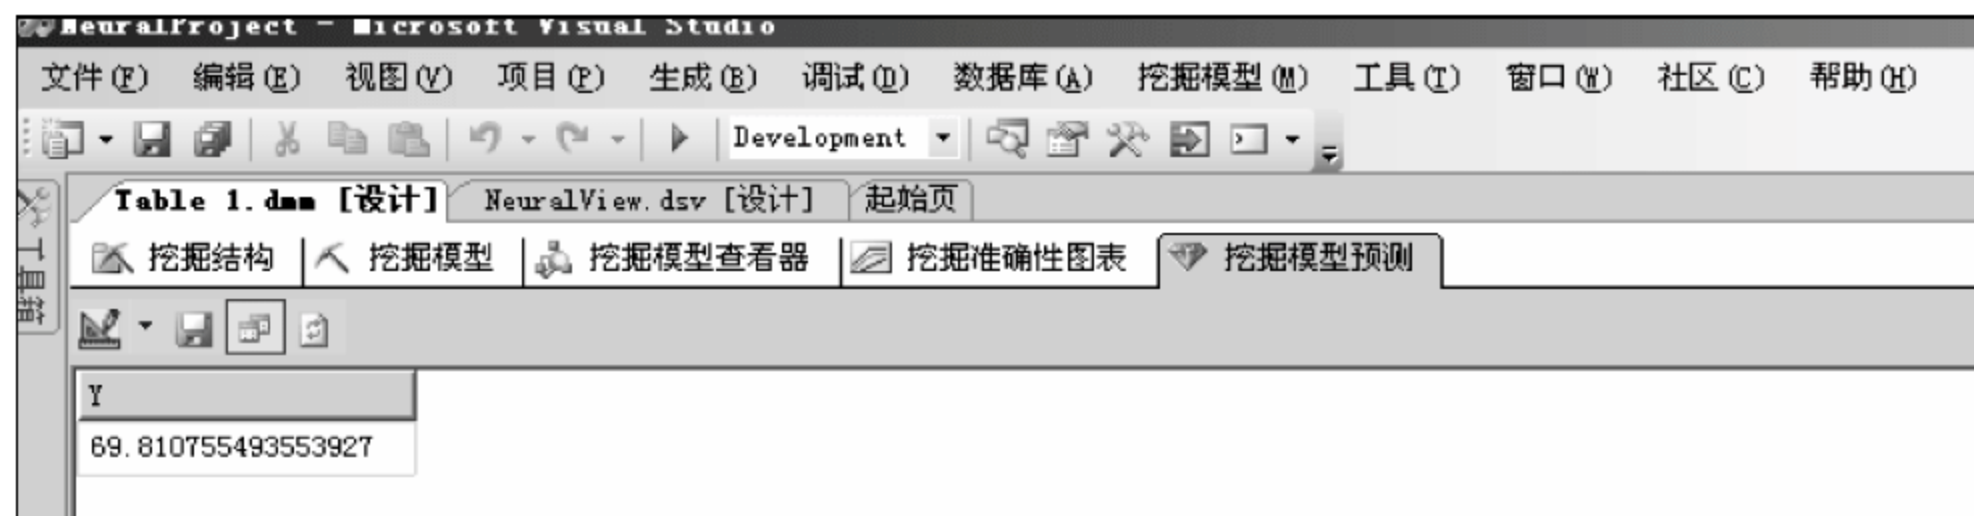 NeuralProject - Microsoft Visual Studio
文件(F) 编辑(E) 视图(V) 项目(P) 生成(B) 调试(D) 数据库(A) 挖掘模型(M) 工具(T) 窗口(W) 社区(C) 帮助(H)
Development
Table 1.dmm [设计] NeuralView.dsv [设计] 起始页
挖掘结构 挖掘模型 挖掘模型查看器 挖掘准确性图表 挖掘模型预测
Y
69.810755493553927